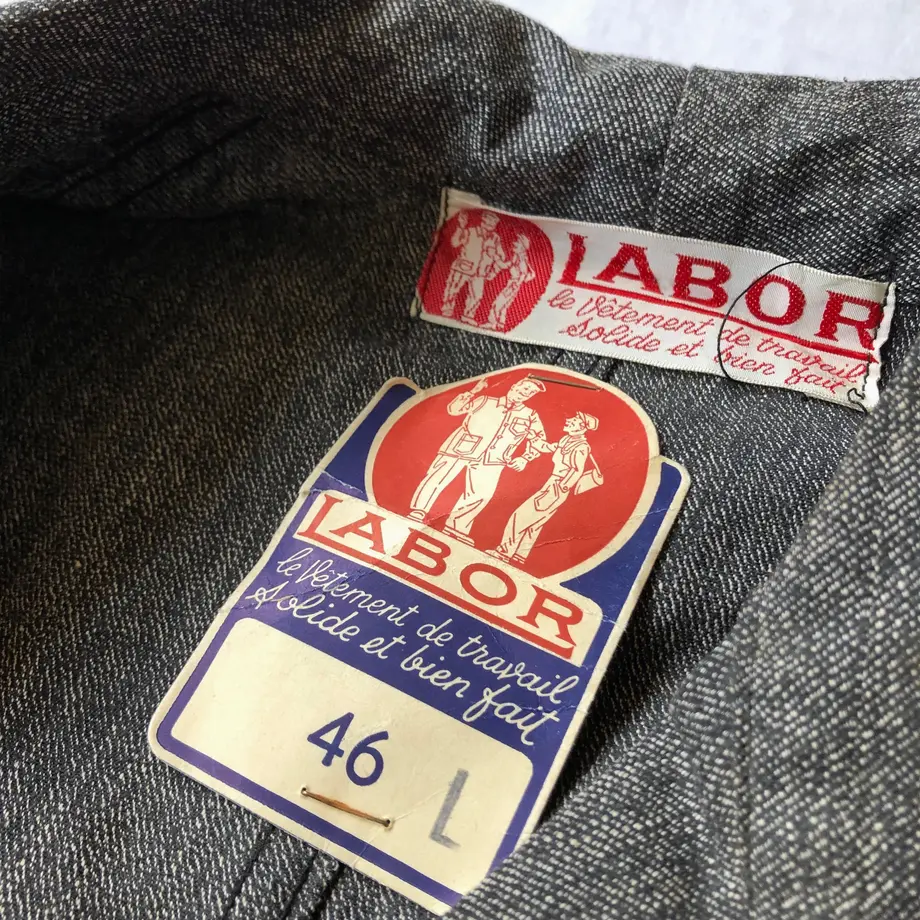 LABOR
le Vêtement de travail
Solide et bien fait
LABOR
le Vêtement de travail
Solide et bien fait
46
L